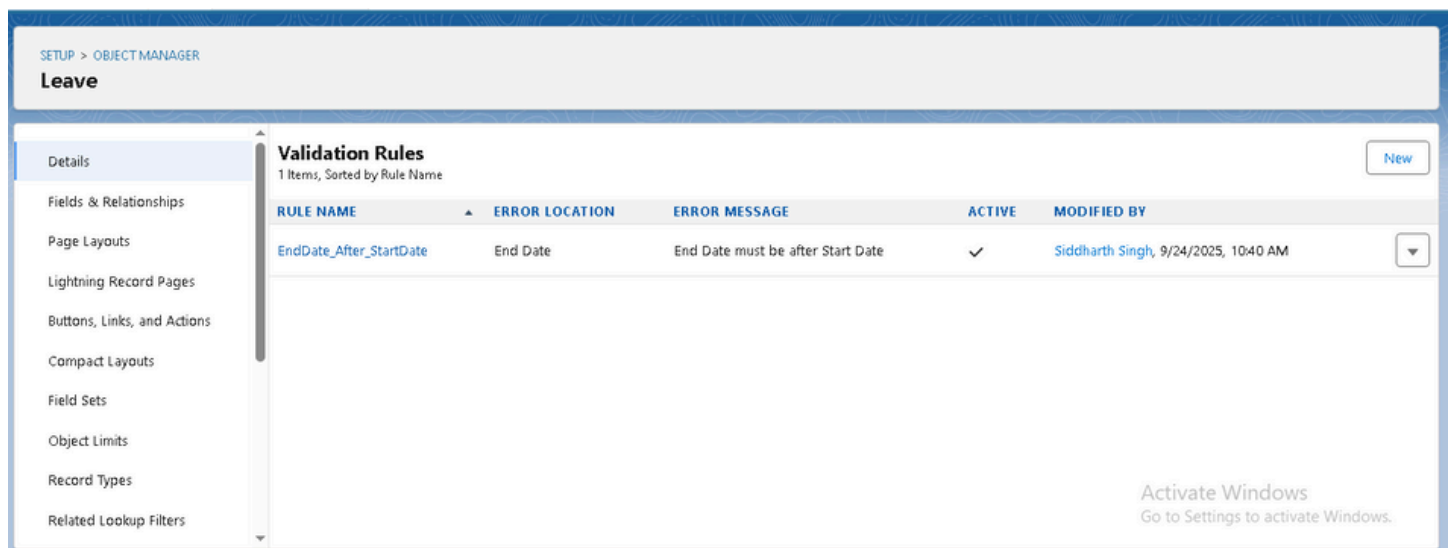 SETUP > OBJECT MANAGER
Leave
Details
Fields & Relationships
Page Layouts
Lightning Record Pages
Buttons, Links, and Actions
Compact Layouts
Field Sets
Object Limits
Record Types
Related Lookup Filters
Validation Rules
1 Items, Sorted by Rule Name
New
RULE NAME ERROR LOCATION ERROR MESSAGE ACTIVE MODIFIED BY
EndDate_After_StartDate End Date End Date must be after Start Date ✓ Siddharth Singh, 9/24/2025, 10:40 AM
Activate Windows
Go to Settings to activate Windows.